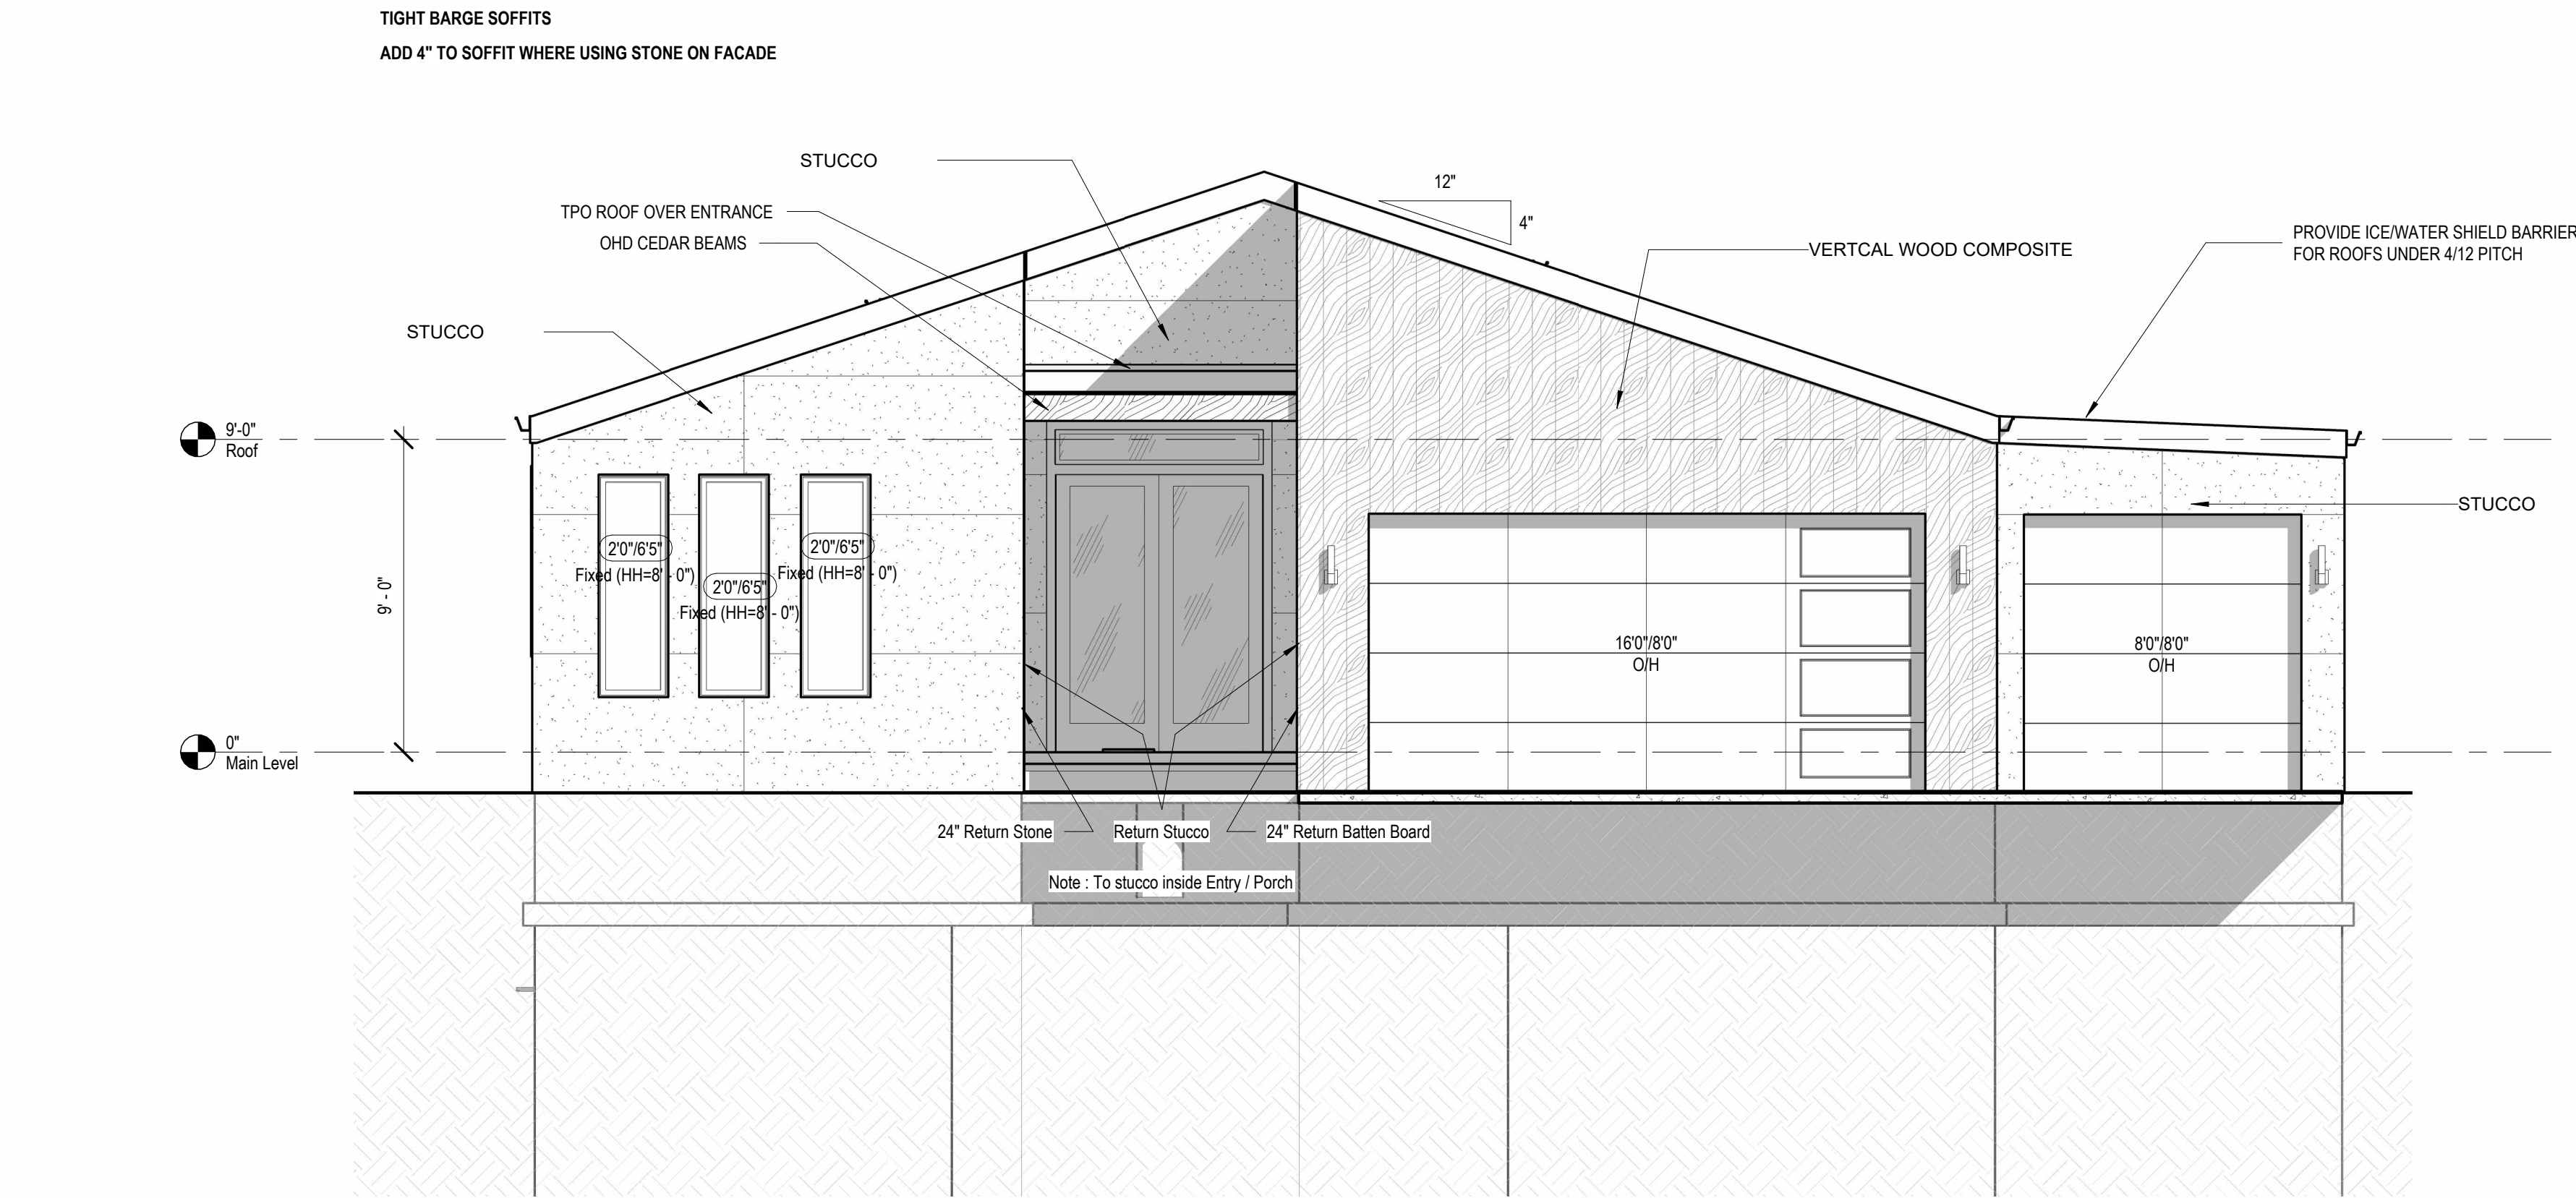 TIGHT BARGE SOFFITS
ADD 4" TO SOFFIT WHERE USING STONE ON FACADE
STUCCO
12"
4"
TPO ROOF OVER ENTRANCE
OHD CEDAR BEAMS
VERTCAL WOOD COMPOSITE
PROVIDE ICE/WATER SHIELD BARRIER
FOR ROOFS UNDER 4/12 PITCH
STUCCO
9'-0"
Roof
STUCCO
2'0"/6'5"
Fixed (HH=8' - 0")
2'0"/6'5"
Fixed (HH=8' - 0")
2'0"/6'5"
Fixed (HH=8' - 0")
9' - 0"
16'0"/8'0"
O/H
8'0"/8'0"
O/H
0"
Main Level
24" Return Stone
Return Stucco
24" Return Batten Board
Note : To stucco inside Entry / Porch